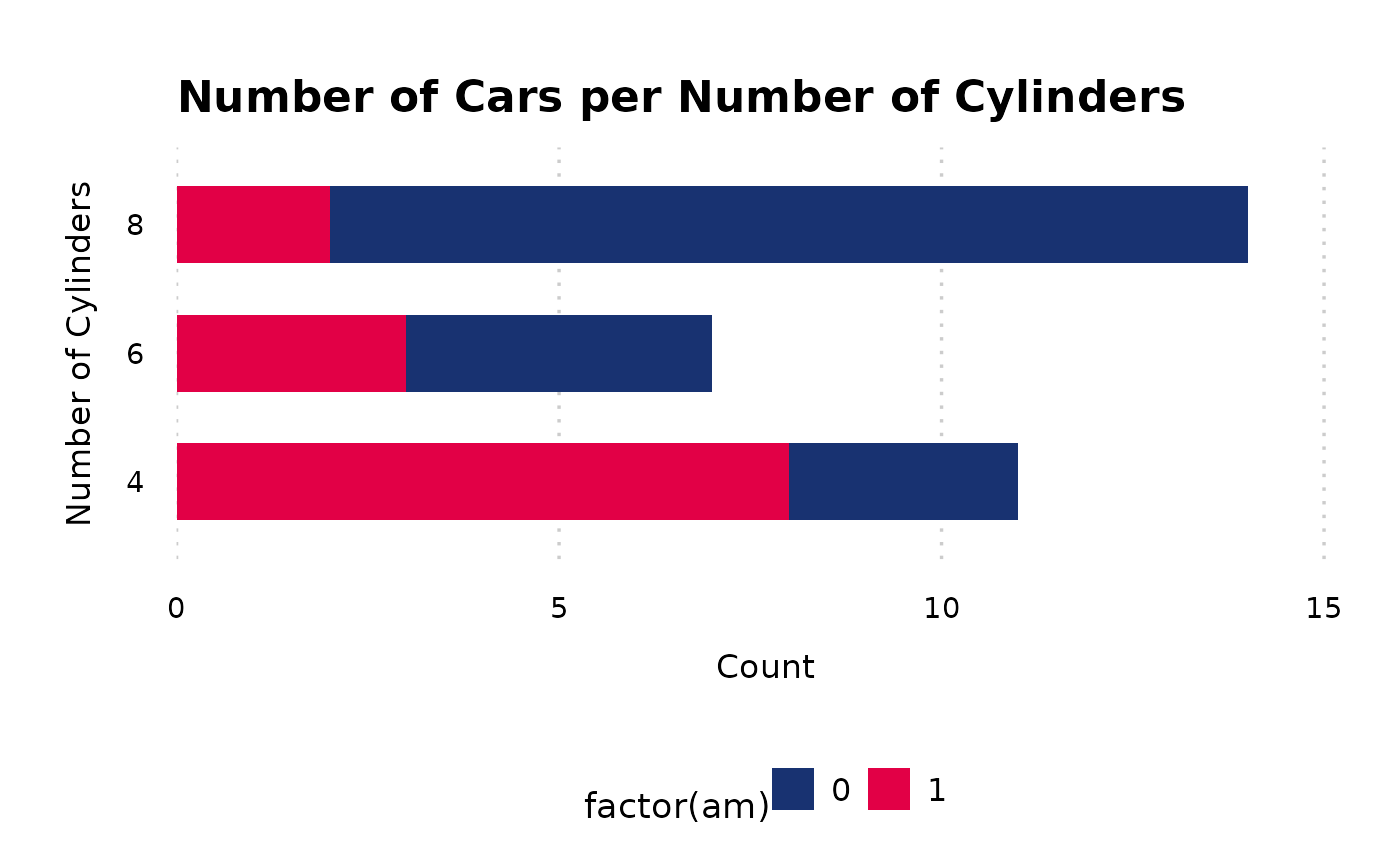 Number of Cars per Number of Cylinders
Number of Cylinders
8
6
4
0 5 10 15
Count
factor(am) 0 1